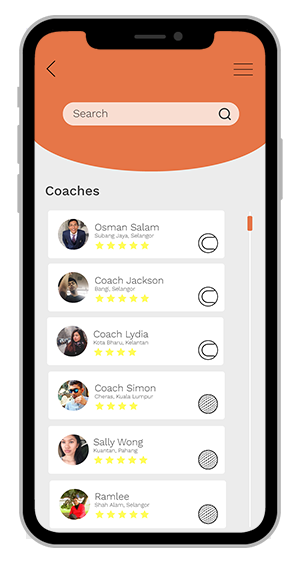 Search
Coaches
Osman Salam
Subang Jaya, Selangor
Coach Jackson
Bangi, Selangor
Coach Lydia
Kota Bharu, Kelantan
Coach Simon
Cheras, Kuala Lumpur
Sally Wong
Kuantan, Pahang
Ramlee
Shah Alam, Selangor